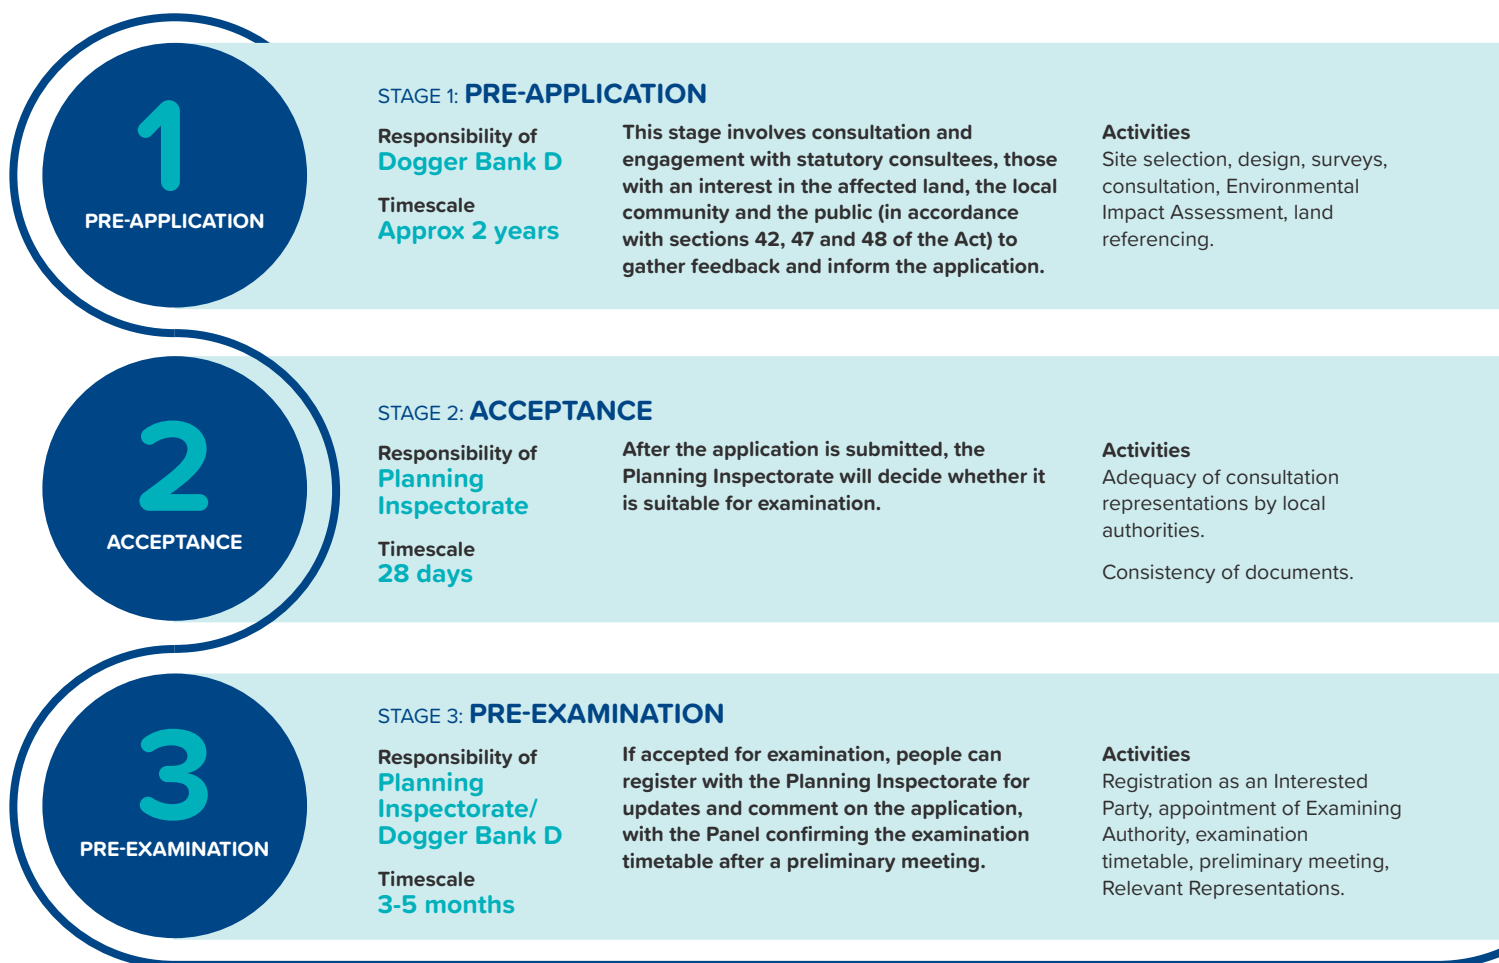 1
PRE-APPLICATION
STAGE 1: PRE-APPLICATION
Responsibility of
Dogger Bank D
Timescale
Approx 2 years
This stage involves consultation and
engagement with statutory consultees, those
with an interest in the affected land, the local
community and the public (in accordance
with sections 42, 47 and 48 of the Act) to
gather feedback and inform the application.
Activities
Site selection, design, surveys,
consultation, Environmental
Impact Assessment, land
referencing.
2
ACCEPTANCE
STAGE 2: ACCEPTANCE
Responsibility of
Planning
Inspectorate
Timescale
28 days
After the application is submitted, the
Planning Inspectorate will decide whether it
is suitable for examination.
Activities
Adequacy of consultation
representations by local
authorities.
Consistency of documents.
3
PRE-EXAMINATION
STAGE 3: PRE-EXAMINATION
Responsibility of
Planning
Inspectorate/
Dogger Bank D
Timescale
3-5 months
If accepted for examination, people can
register with the Planning Inspectorate for
updates and comment on the application,
with the Panel confirming the examination
timetable after a preliminary meeting.
Activities
Registration as an Interested
Party, appointment of Examining
Authority, examination
timetable, preliminary meeting,
Relevant Representations.